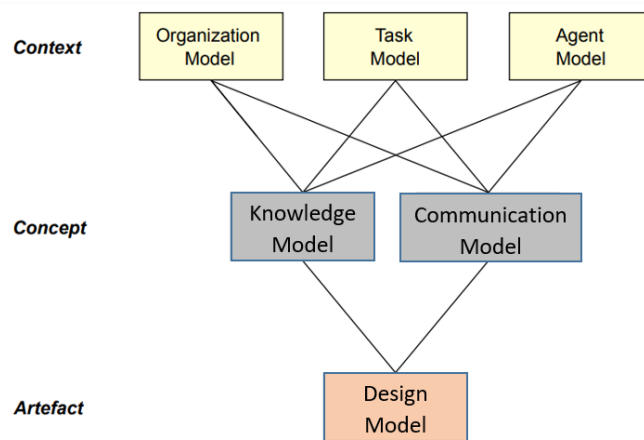 Context
Organization
Model
Task
Model
Agent
Model
Concept
Knowledge
Model
Communication
Model
Artefact
Design
Model